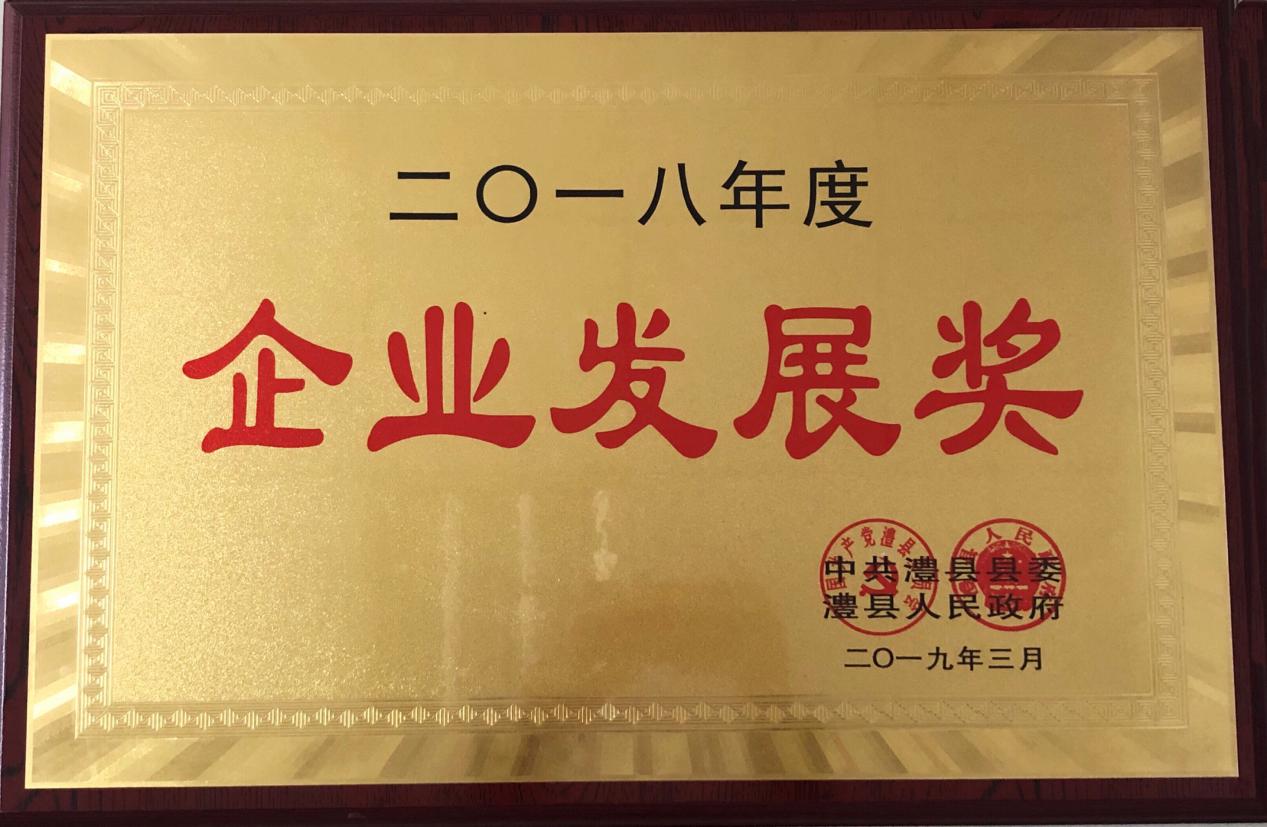 二〇一八年度
企业发展奖
中共澧县县委
澧县人民政府
二〇一九年三月